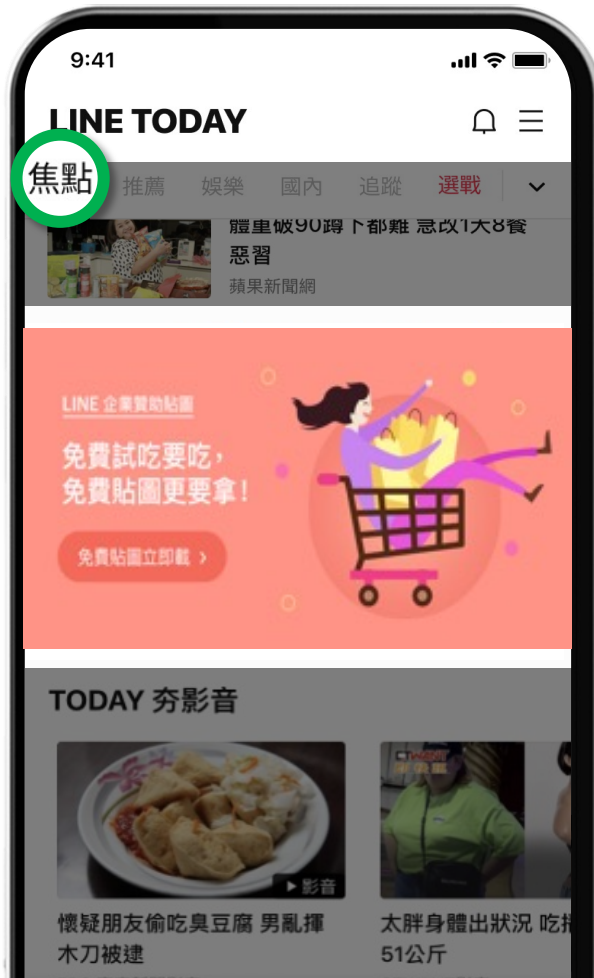 9:41
LINE TODAY
焦點 推薦 娛樂 國內 追蹤 選戰
體重破90蹲下都難 急改1天8餐
惡習
蘋果新聞網
LINE 企業贊助貼圖
免費試吃要吃，
免費貼圖更要拿！
免費貼圖立即載 ›
TODAY 夯影音
CTWANT
影音
懷疑朋友偷吃臭豆腐 男亂揮
木刀被逮
太胖身體出狀況 吃
51公斤